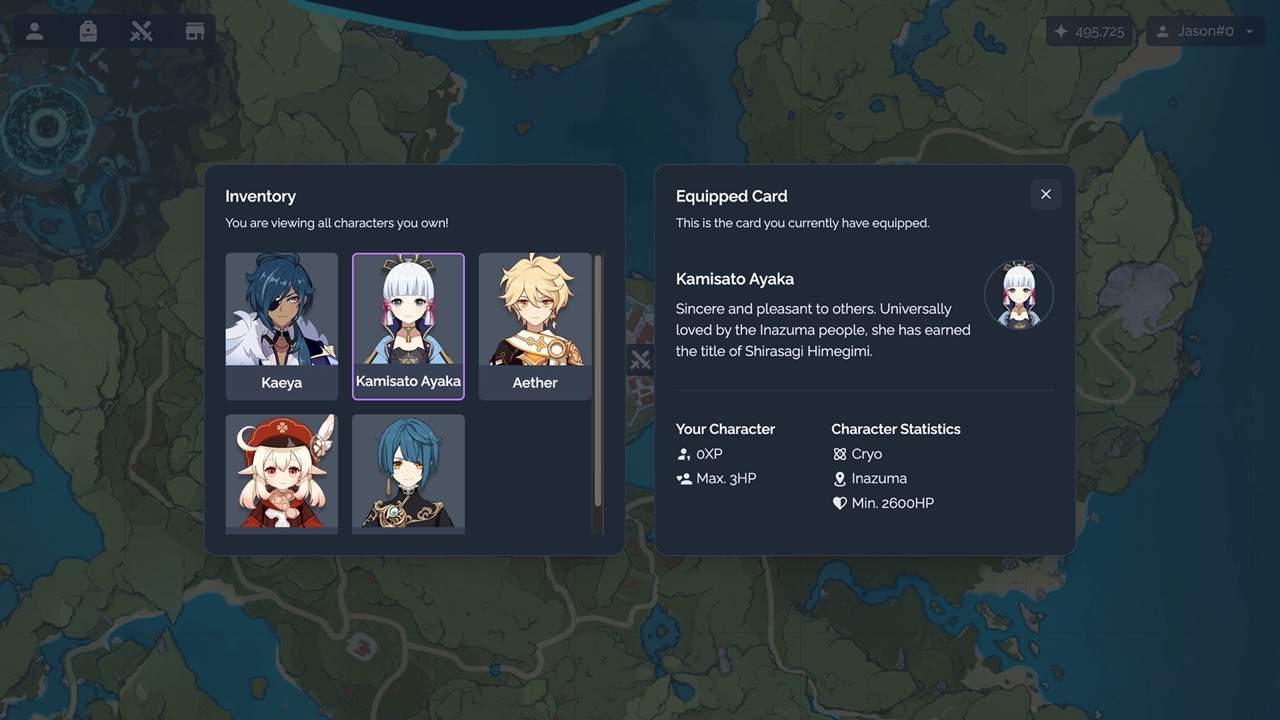 495,725
Jason#0
Inventory
You are viewing all characters you own!
Kaeya
Kamisato Ayaka
Aether
Equipped Card
This is the card you currently have equipped.
Kamisato Ayaka
Sincere and pleasant to others. Universally
loved by the Inazuma people, she has earned
the title of Shirasagi Himegimi.
Your Character
0XP
Max. 3HP
Character Statistics
Cryo
Inazuma
Min. 2600HP